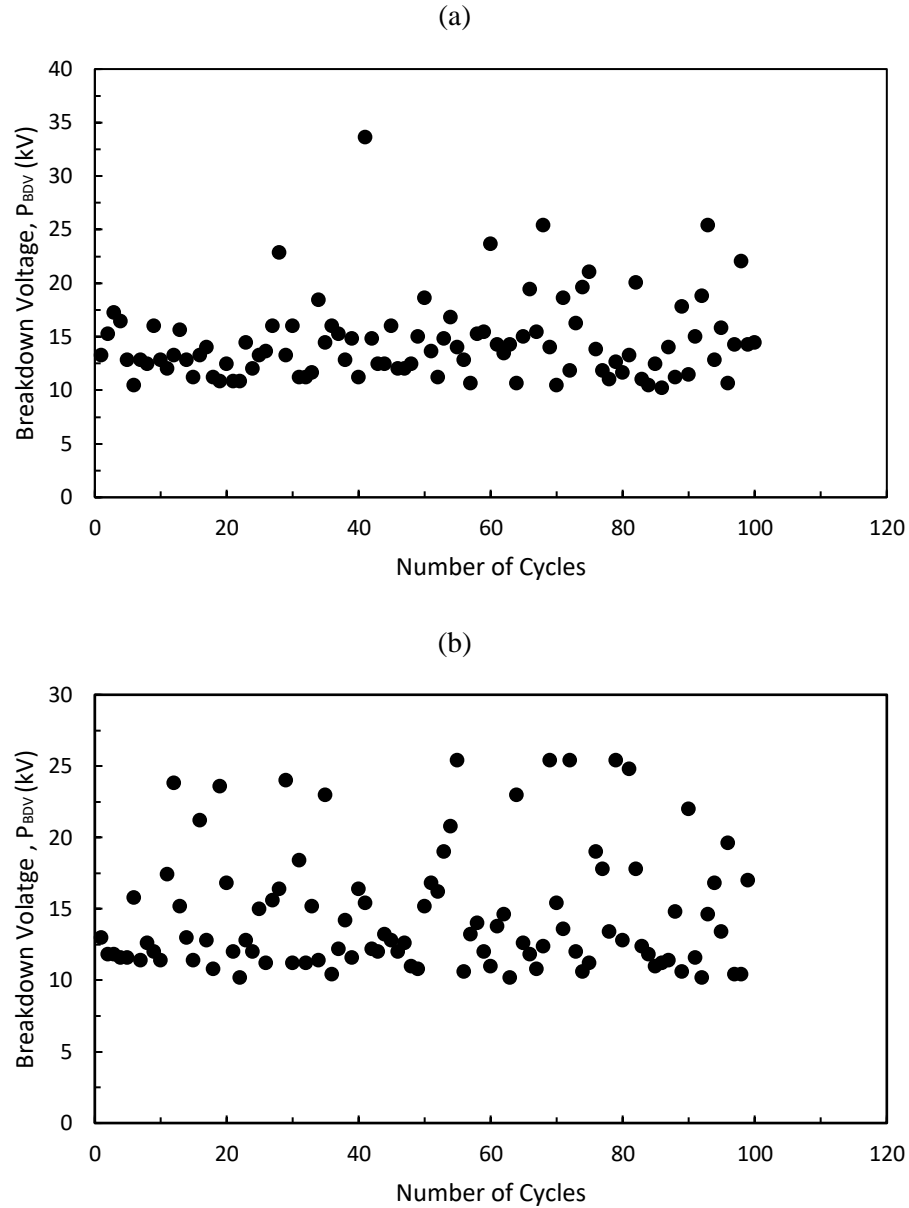 (a)
40
35
30
25
20
15
10
5
0
0 20 40 60 80 100 120
Breakdown Voltage, PBDV (kV)
Number of Cycles
(b)
30
25
20
15
10
5
0
0 20 40 60 80 100 120
Breakdown Volatge , PBDV (kV)
Number of Cycles